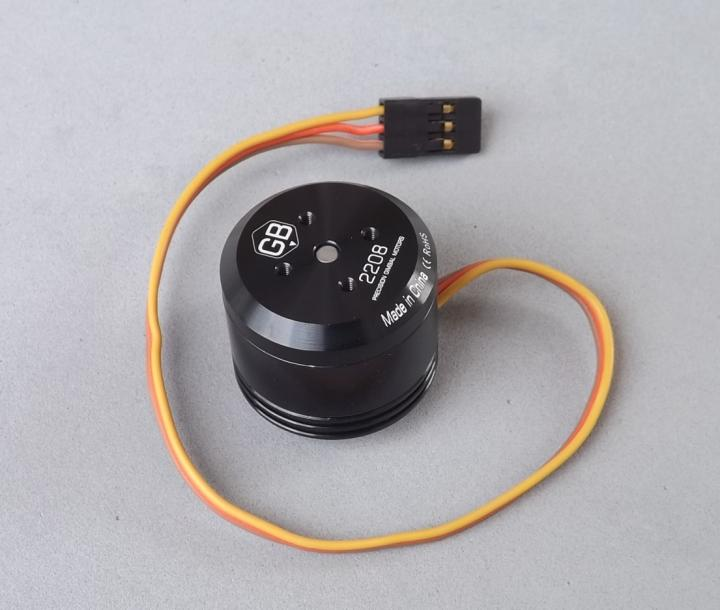 GB
2208
PRECISION GIMBAL MOTORS
Made in China CE RoHS